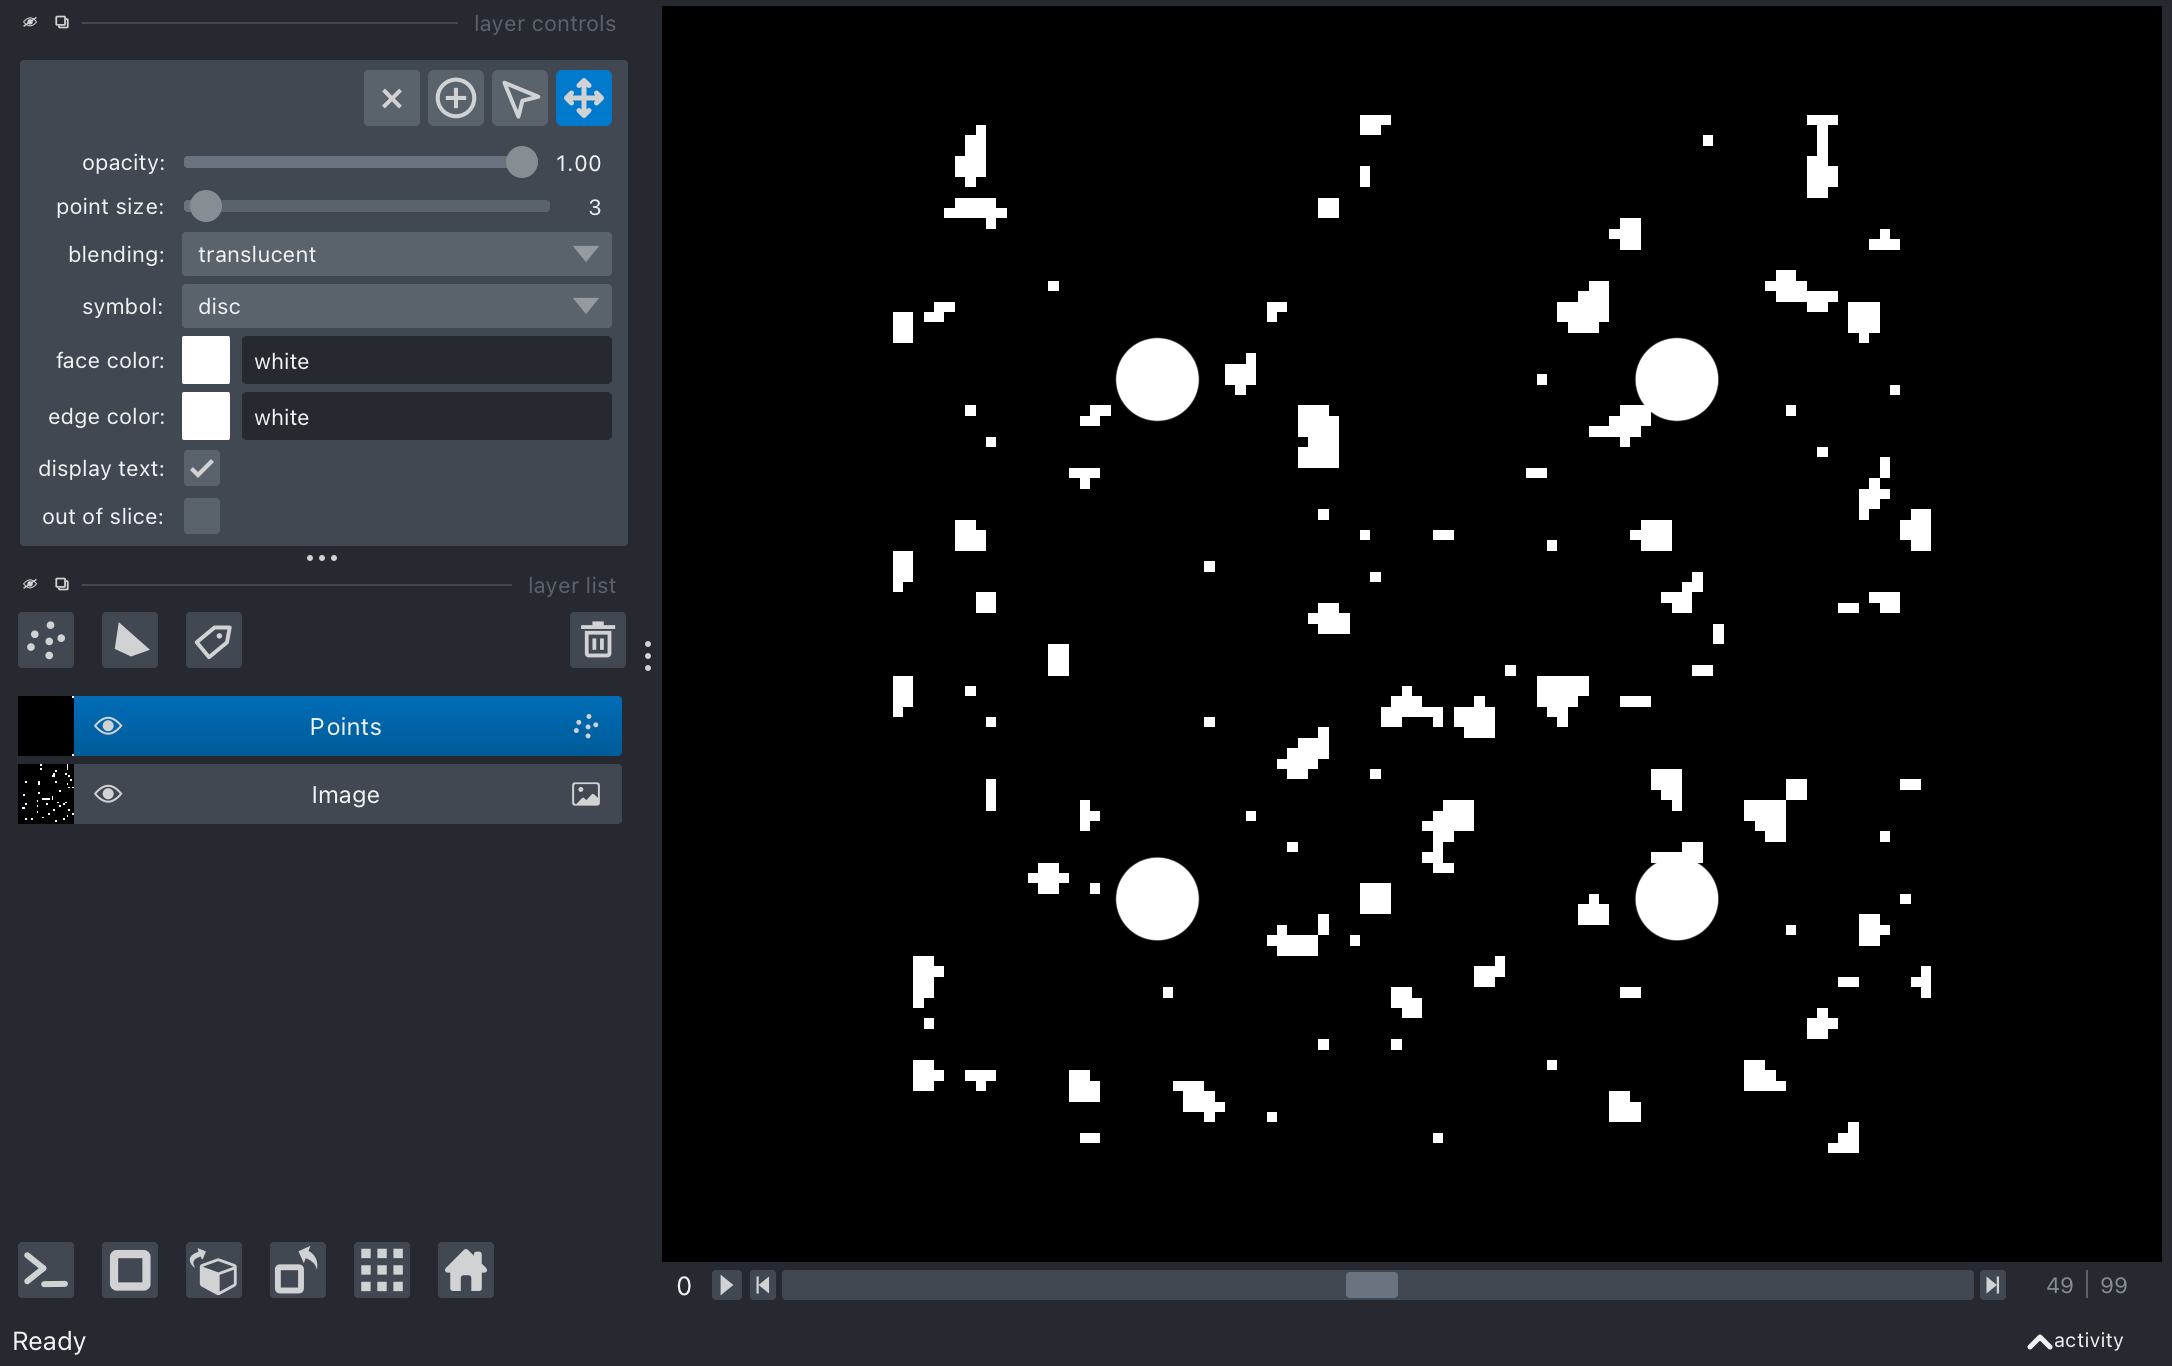 layer controls
opacity: 1.00
point size: 3
blending: translucent
symbol: disc
face color: white
edge color: white
display text:
out of slice:
layer list
Points
Image
0 49 99
Ready activity